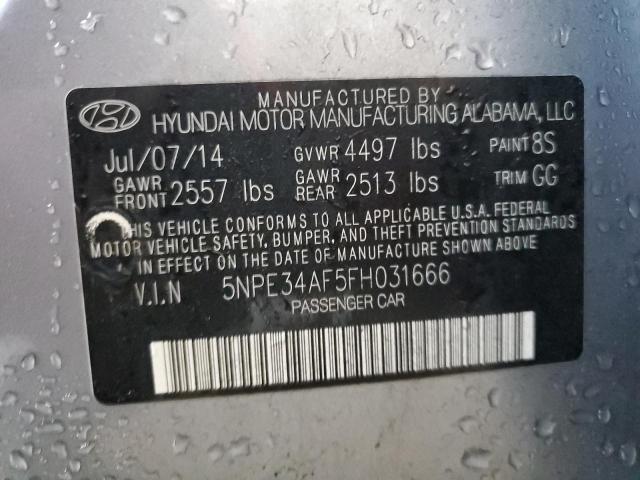 MANUFACTURED BY
HYUNDAI MOTOR MANUFACTURING ALABAMA, LLC
Jul/07/14 GVWR 4497 lbs PAINT 8S
GAWR FRONT 2557 lbs GAWR REAR 2513 lbs TRIM GG
THIS VEHICLE CONFORMS TO ALL APPLICABLE U.S.A. FEDERAL
MOTOR VEHICLE SAFETY, BUMPER, AND THEFT PREVENTION STANDARDS
IN EFFECT ON THE DATE OF MANUFACTURE SHOWN ABOVE
V.I.N 5NPE34AF5FH031666
PASSENGER CAR